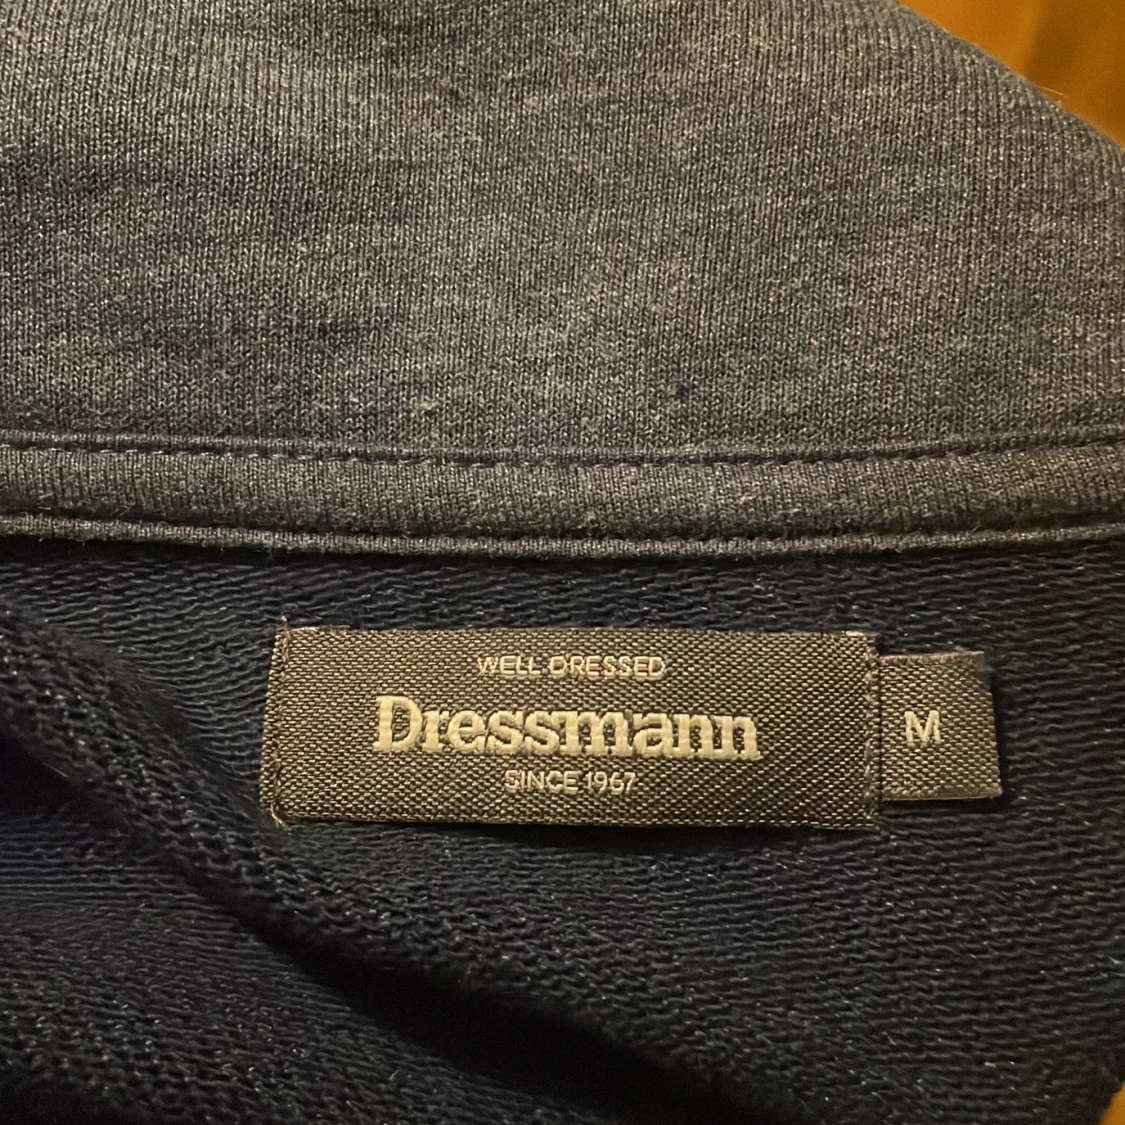 WELL DRESSED
Dressmann
SINCE 1967
M